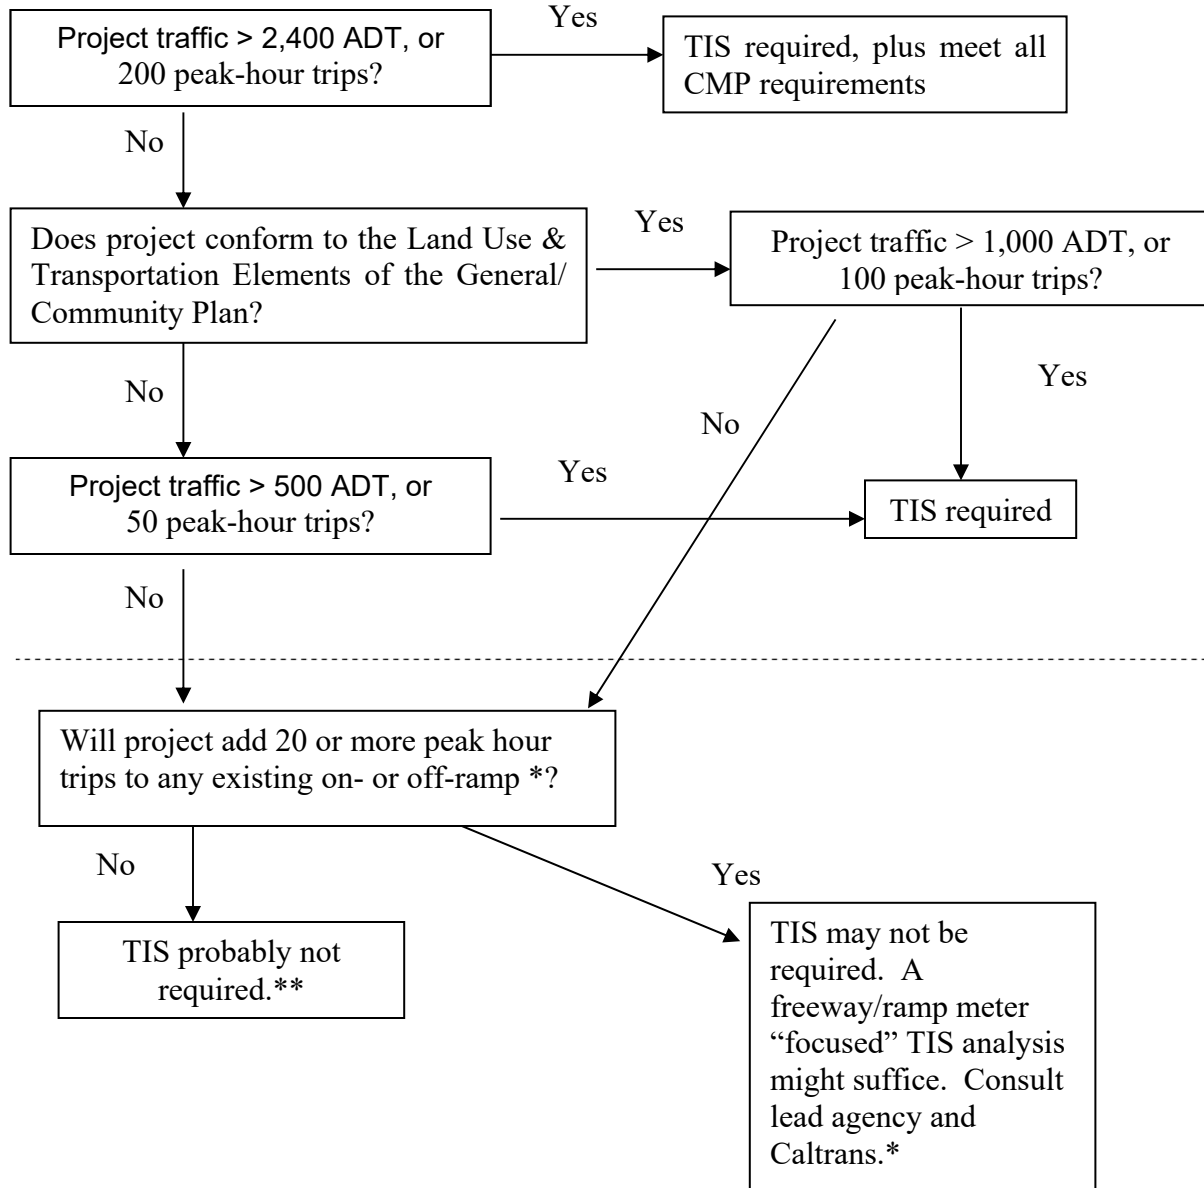 Project traffic > 2,400 ADT, or
200 peak-hour trips?
Yes
TIS required, plus meet all
CMP requirements
No
Does project conform to the Land Use &
Transportation Elements of the General/
Community Plan?
Yes
Project traffic > 1,000 ADT, or
100 peak-hour trips?
No
No
Yes
Project traffic > 500 ADT, or
50 peak-hour trips?
Yes
TIS required
No
Will project add 20 or more peak hour
trips to any existing on- or off-ramp *?
No
Yes
TIS probably not
required.**
TIS may not be
required. A
freeway/ramp meter
“focused” TIS analysis
might suffice. Consult
lead agency and
Caltrans.*